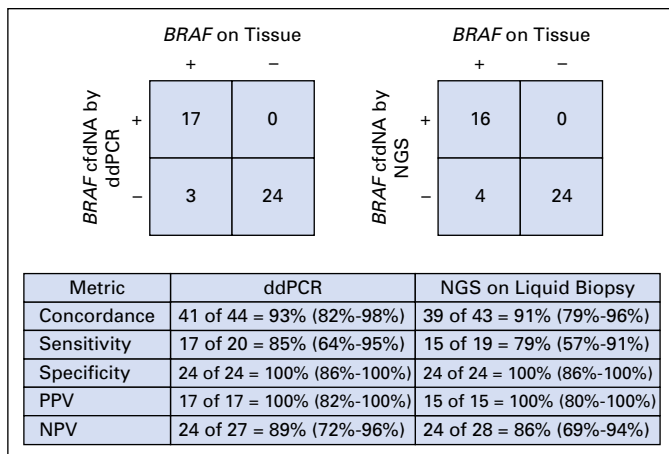 BRAF on Tissue
+ −
BRAF cfdNA by
ddPCR
+ 17 0
− 3 24
BRAF on Tissue
+ −
BRAF cfdNA by
NGS
+ 16 0
− 4 24
Metric ddPCR NGS on Liquid Biopsy
Concordance 41 of 44 = 93% (82%-98%) 39 of 43 = 91% (79%-96%)
Sensitivity 17 of 20 = 85% (64%-95%) 15 of 19 = 79% (57%-91%)
Specificity 24 of 24 = 100% (86%-100%) 24 of 24 = 100% (86%-100%)
PPV 17 of 17 = 100% (82%-100%) 15 of 15 = 100% (80%-100%)
NPV 24 of 27 = 89% (72%-96%) 24 of 28 = 86% (69%-94%)